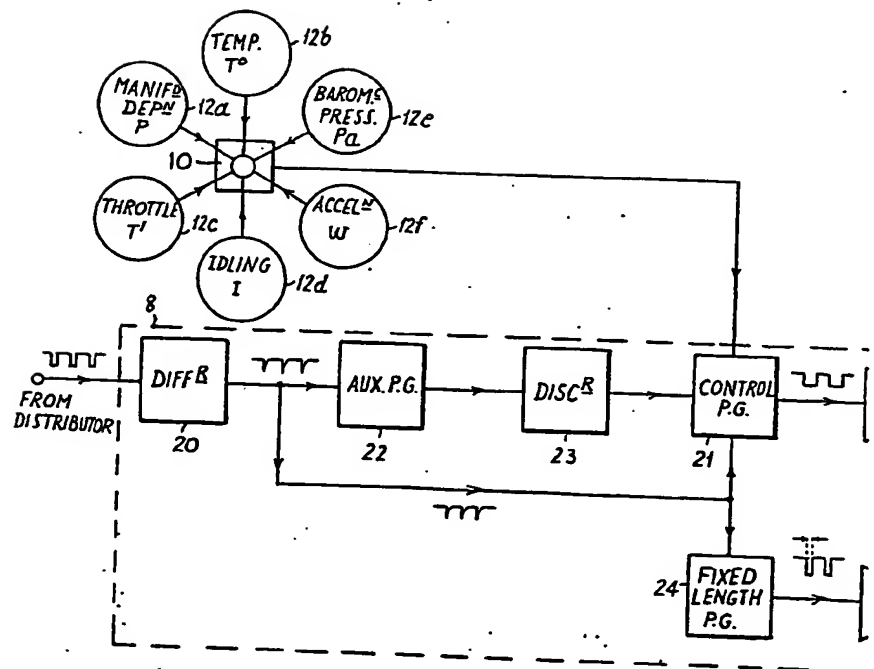 TEMP.
T°
12b
MANIFD
DEPN
P
12a
BAROMC
PRESS.
Pa
12e
10
THROTTLE
T'
12c
ACCELN
W
12f
IDLING
I
12d
8
FROM
DISTRIBUTOR
DIFFR
20
AUX. P.G.
22
DISCR
23
CONTROL
P.G.
21
24
FIXED
LENGTH
P.G.